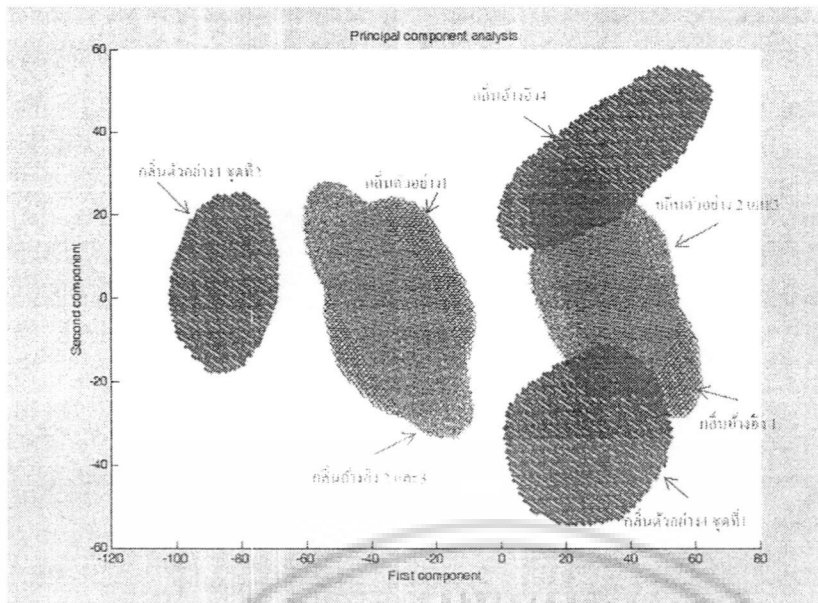 Principal component analysis
60
40
20
0
-20
-40
-60
Second component
กลิ่นอ้างอิง4
กลิ่นตัวอย่าง4 ชุดที่2
กลิ่นตัวอย่าง1
กลิ่นตัวอย่าง 2 และ3
กลิ่นอ้างอิง 1
กลิ่นอ้างอิง 2 และ3
กลิ่นตัวอย่าง4 ชุดที่1
-120
-100
-80
-60
-40
-20
0
20
40
60
80
First component